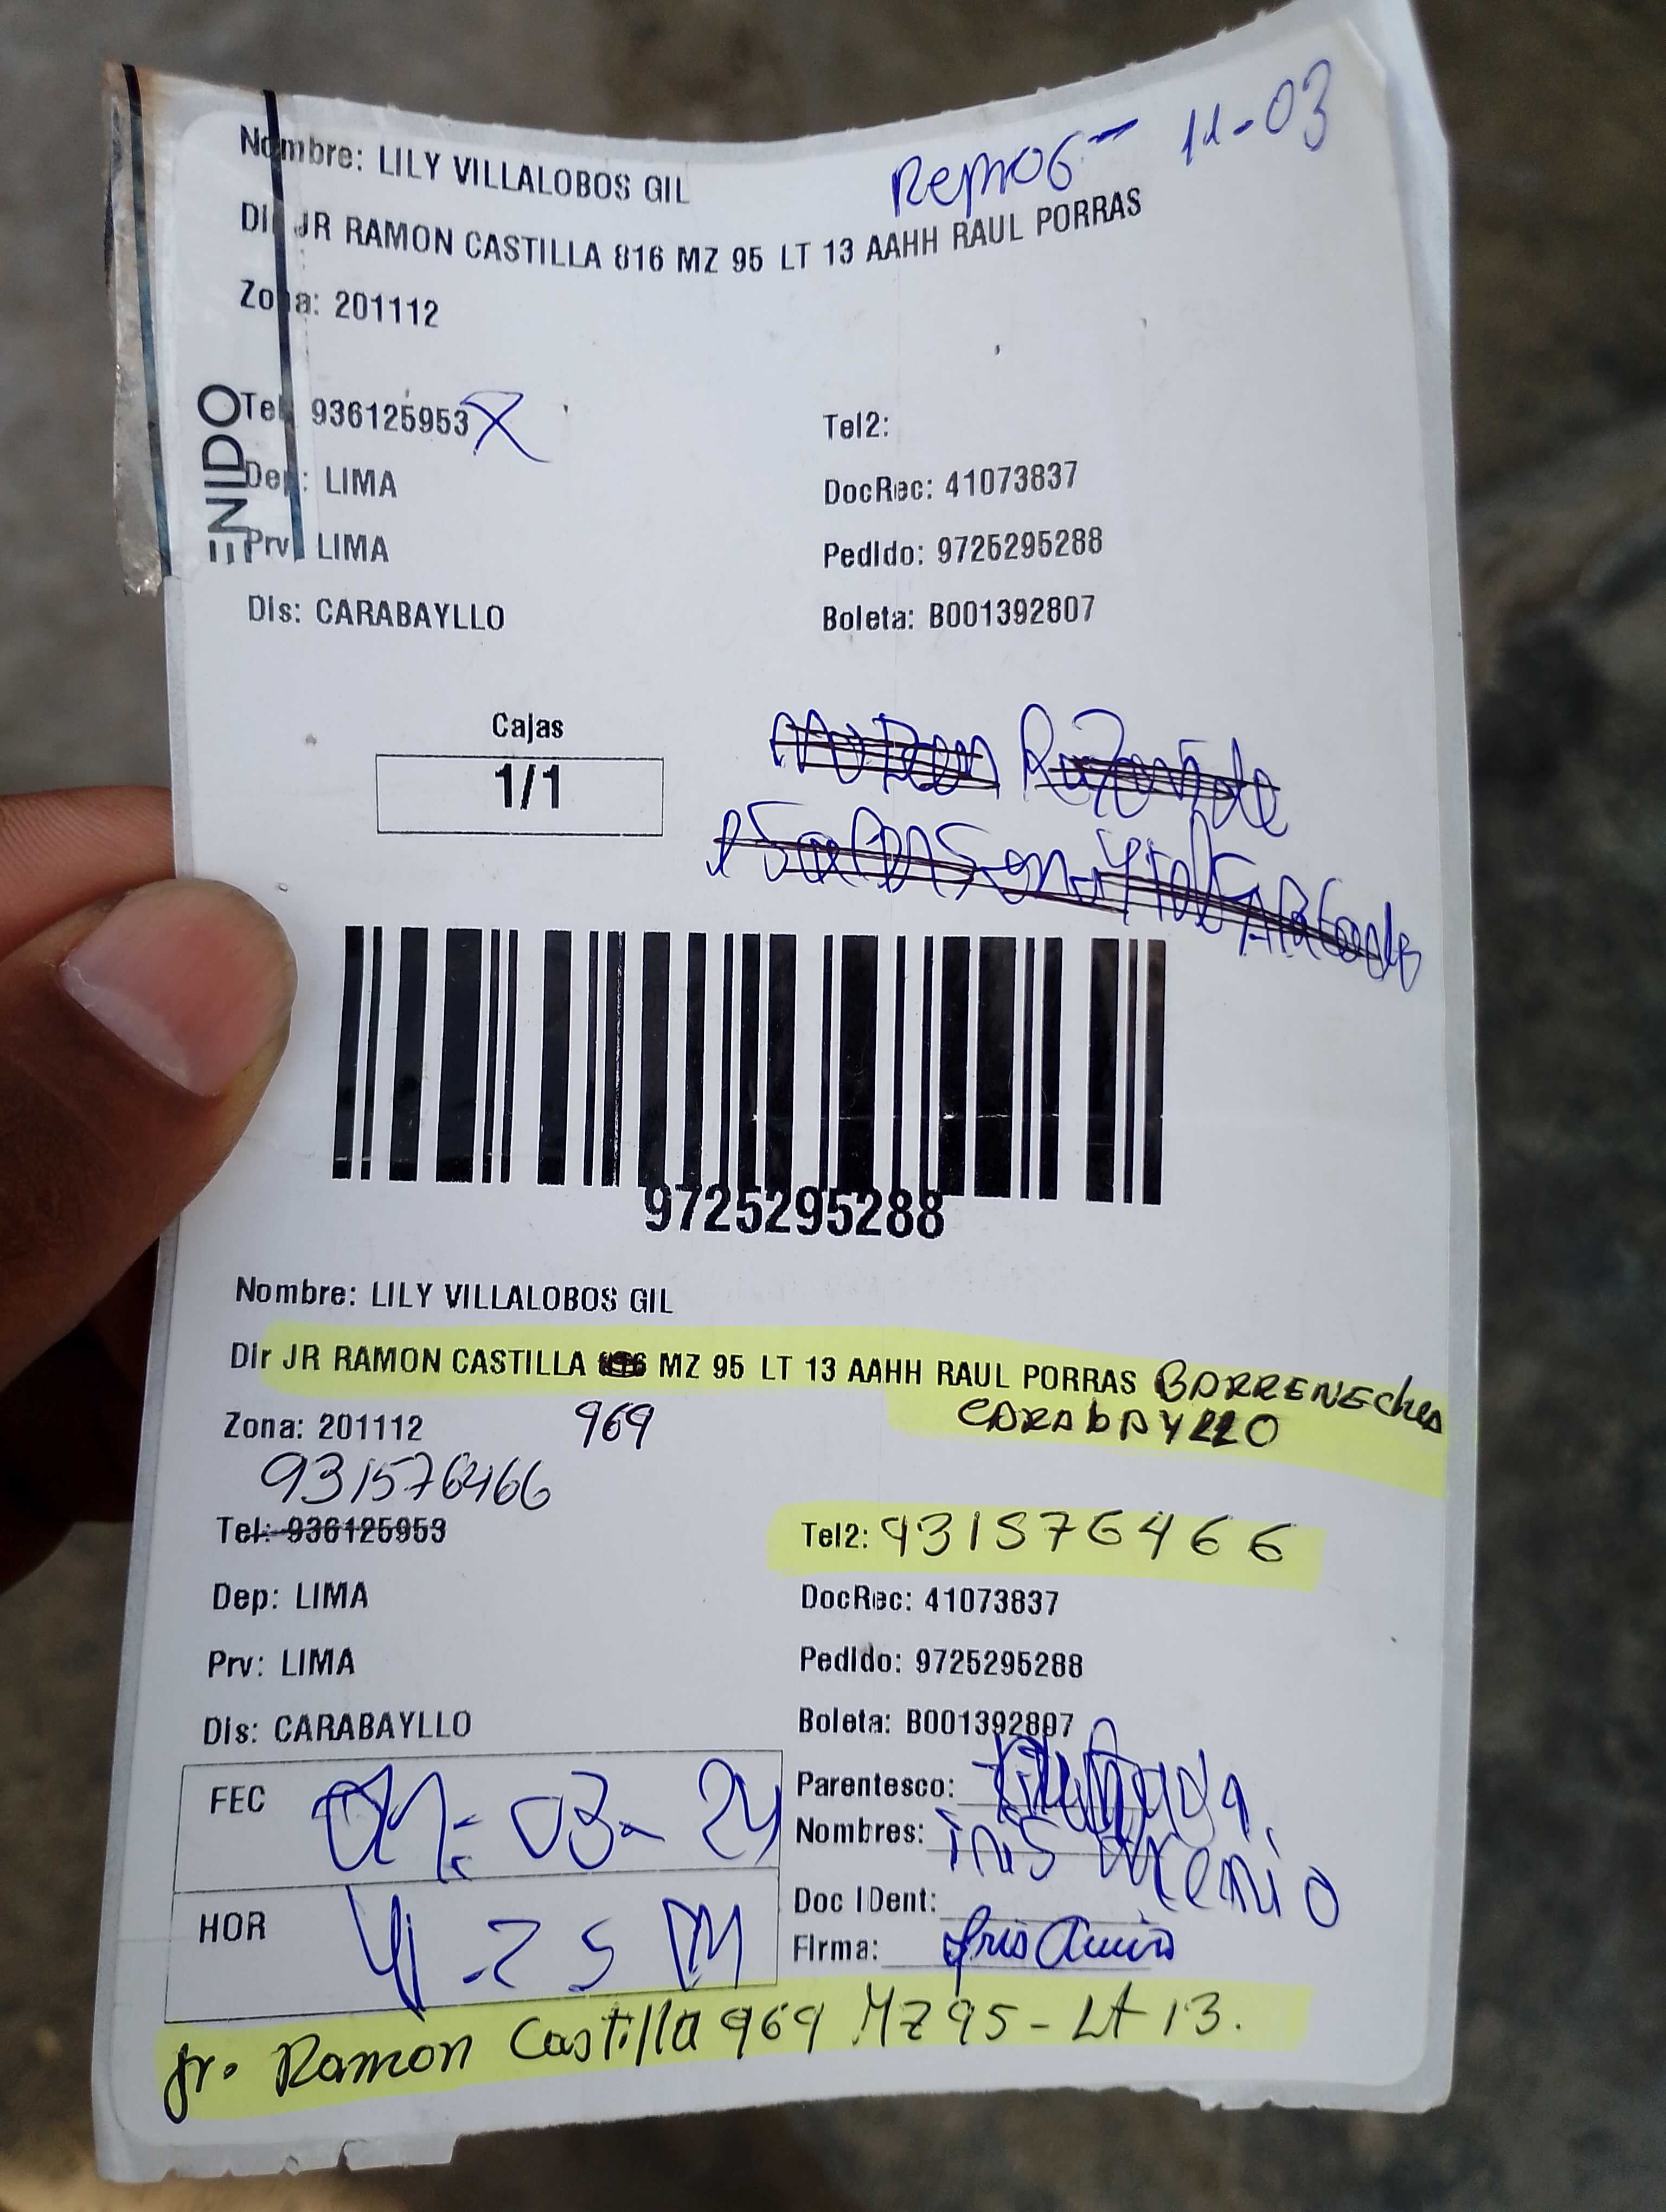 Reprog- 11-03
Nombre: LILY VILLALOBOS GIL
Dir JR RAMON CASTILLA 816 MZ 95 LT 13 AAHH RAUL PORRAS
Zona: 201112
ENIDO
Tel: 936125953 X
Tel2:
Dep: LIMA
DocRec: 41073837
Prv: LIMA
Pedido: 9725295288
Dis: CARABAYLLO
Boleta: B001392807
Cajas
1/1
9725295288
Nombre: LILY VILLALOBOS GIL
Dir JR RAMON CASTILLA 816 MZ 95 LT 13 AAHH RAUL PORRAS BARRENEchea
Zona: 201112 969 CARAbAYLLO
931576466
Tel: 936125953
Tel2: 931576466
Dep: LIMA
DocRec: 41073837
Prv: LIMA
Pedido: 9725295288
Dis: CARABAYLLO
Boleta: B001392807
FEC 03-24
Parentesco:
Nombres: inis
HOR 4:25 PM
Doc IDent:
Firma:
Jr. Ramon Castilla 969 MZ95-Lt 13.